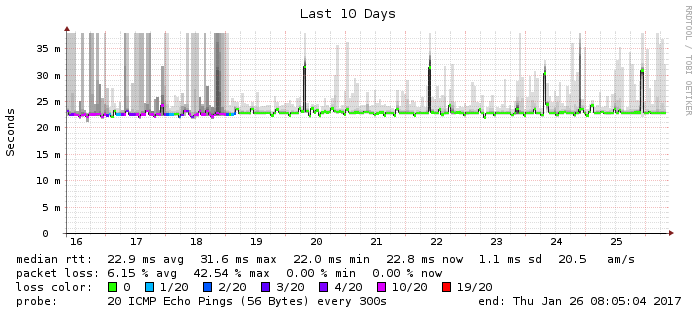 Last 10 Days
RRDTOOL / TOBI OETIKER
Seconds
35 m
30 m
25 m
20 m
15 m
10 m
5 m
0
16 17 18 19 20 21 22 23 24 25
median rtt: 22.9 ms avg 31.6 ms max 22.0 ms min 22.8 ms now 1.1 ms sd 20.5 am/s
packet loss: 6.15 % avg 42.54 % max 0.00 % min 0.00 % now
loss color: 0 1/20 2/20 3/20 4/20 10/20 19/20
probe: 20 ICMP Echo Pings (56 Bytes) every 300s end: Thu Jan 26 08:05:04 2017